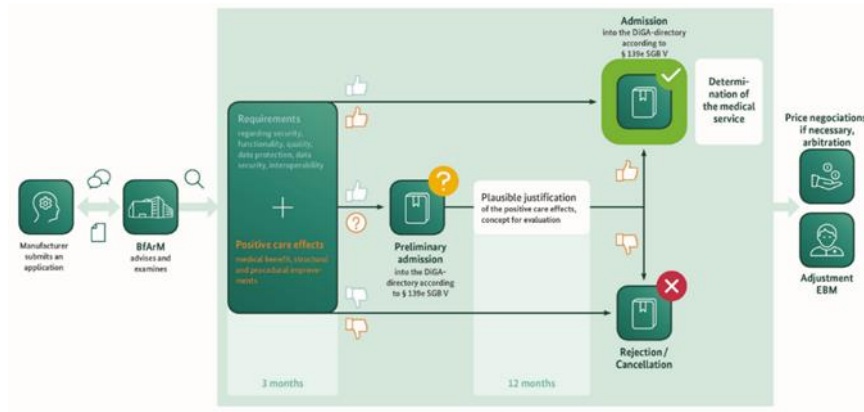 Manufacturer
submits an
application
BfArM
advises and
examines
Requirements
regarding security,
functionality, quality,
data protection, data
security, interoperability
+
Positive care effects
medical benefit, structural
and procedural improve-
ments
3 months
?
?
Preliminary
admission
into the DiGA-
directory according
to § 139e SGB V
Plausible justification
of the positive care effects,
concept for evaluation
12 months
Admission
into the DiGA-directory
according to
§ 139e SGB V
Determi-
nation of
the medical
service
Rejection /
Cancellation
Price negociations
if necessary,
arbitration
Adjustment
EBM